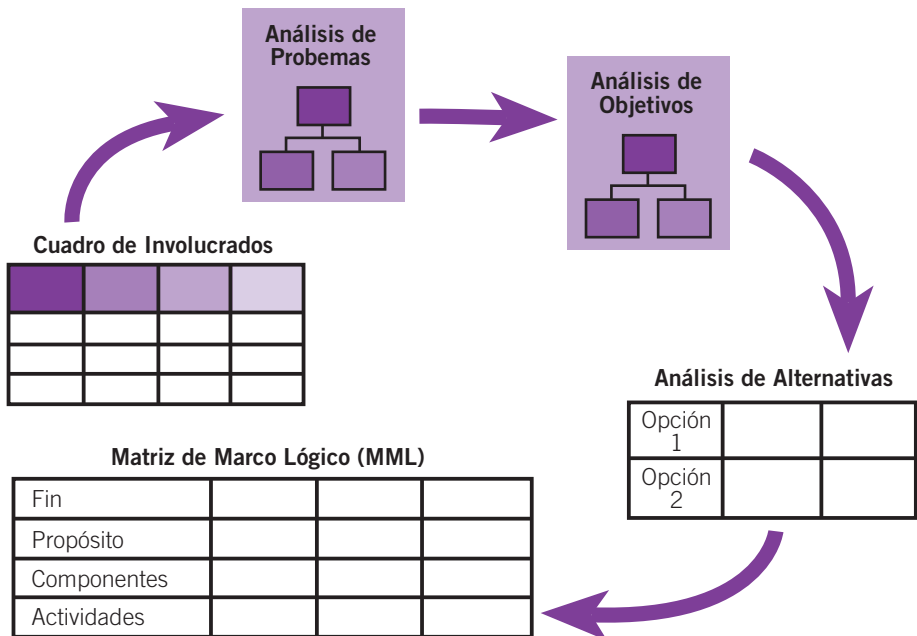 Análisis de
Probemas
Análisis de
Objetivos
Cuadro de Involucrados
Análisis de Alternativas
Opción
1
Opción
2
Matriz de Marco Lógico (MML)
Fin
Propósito
Componentes
Actividades